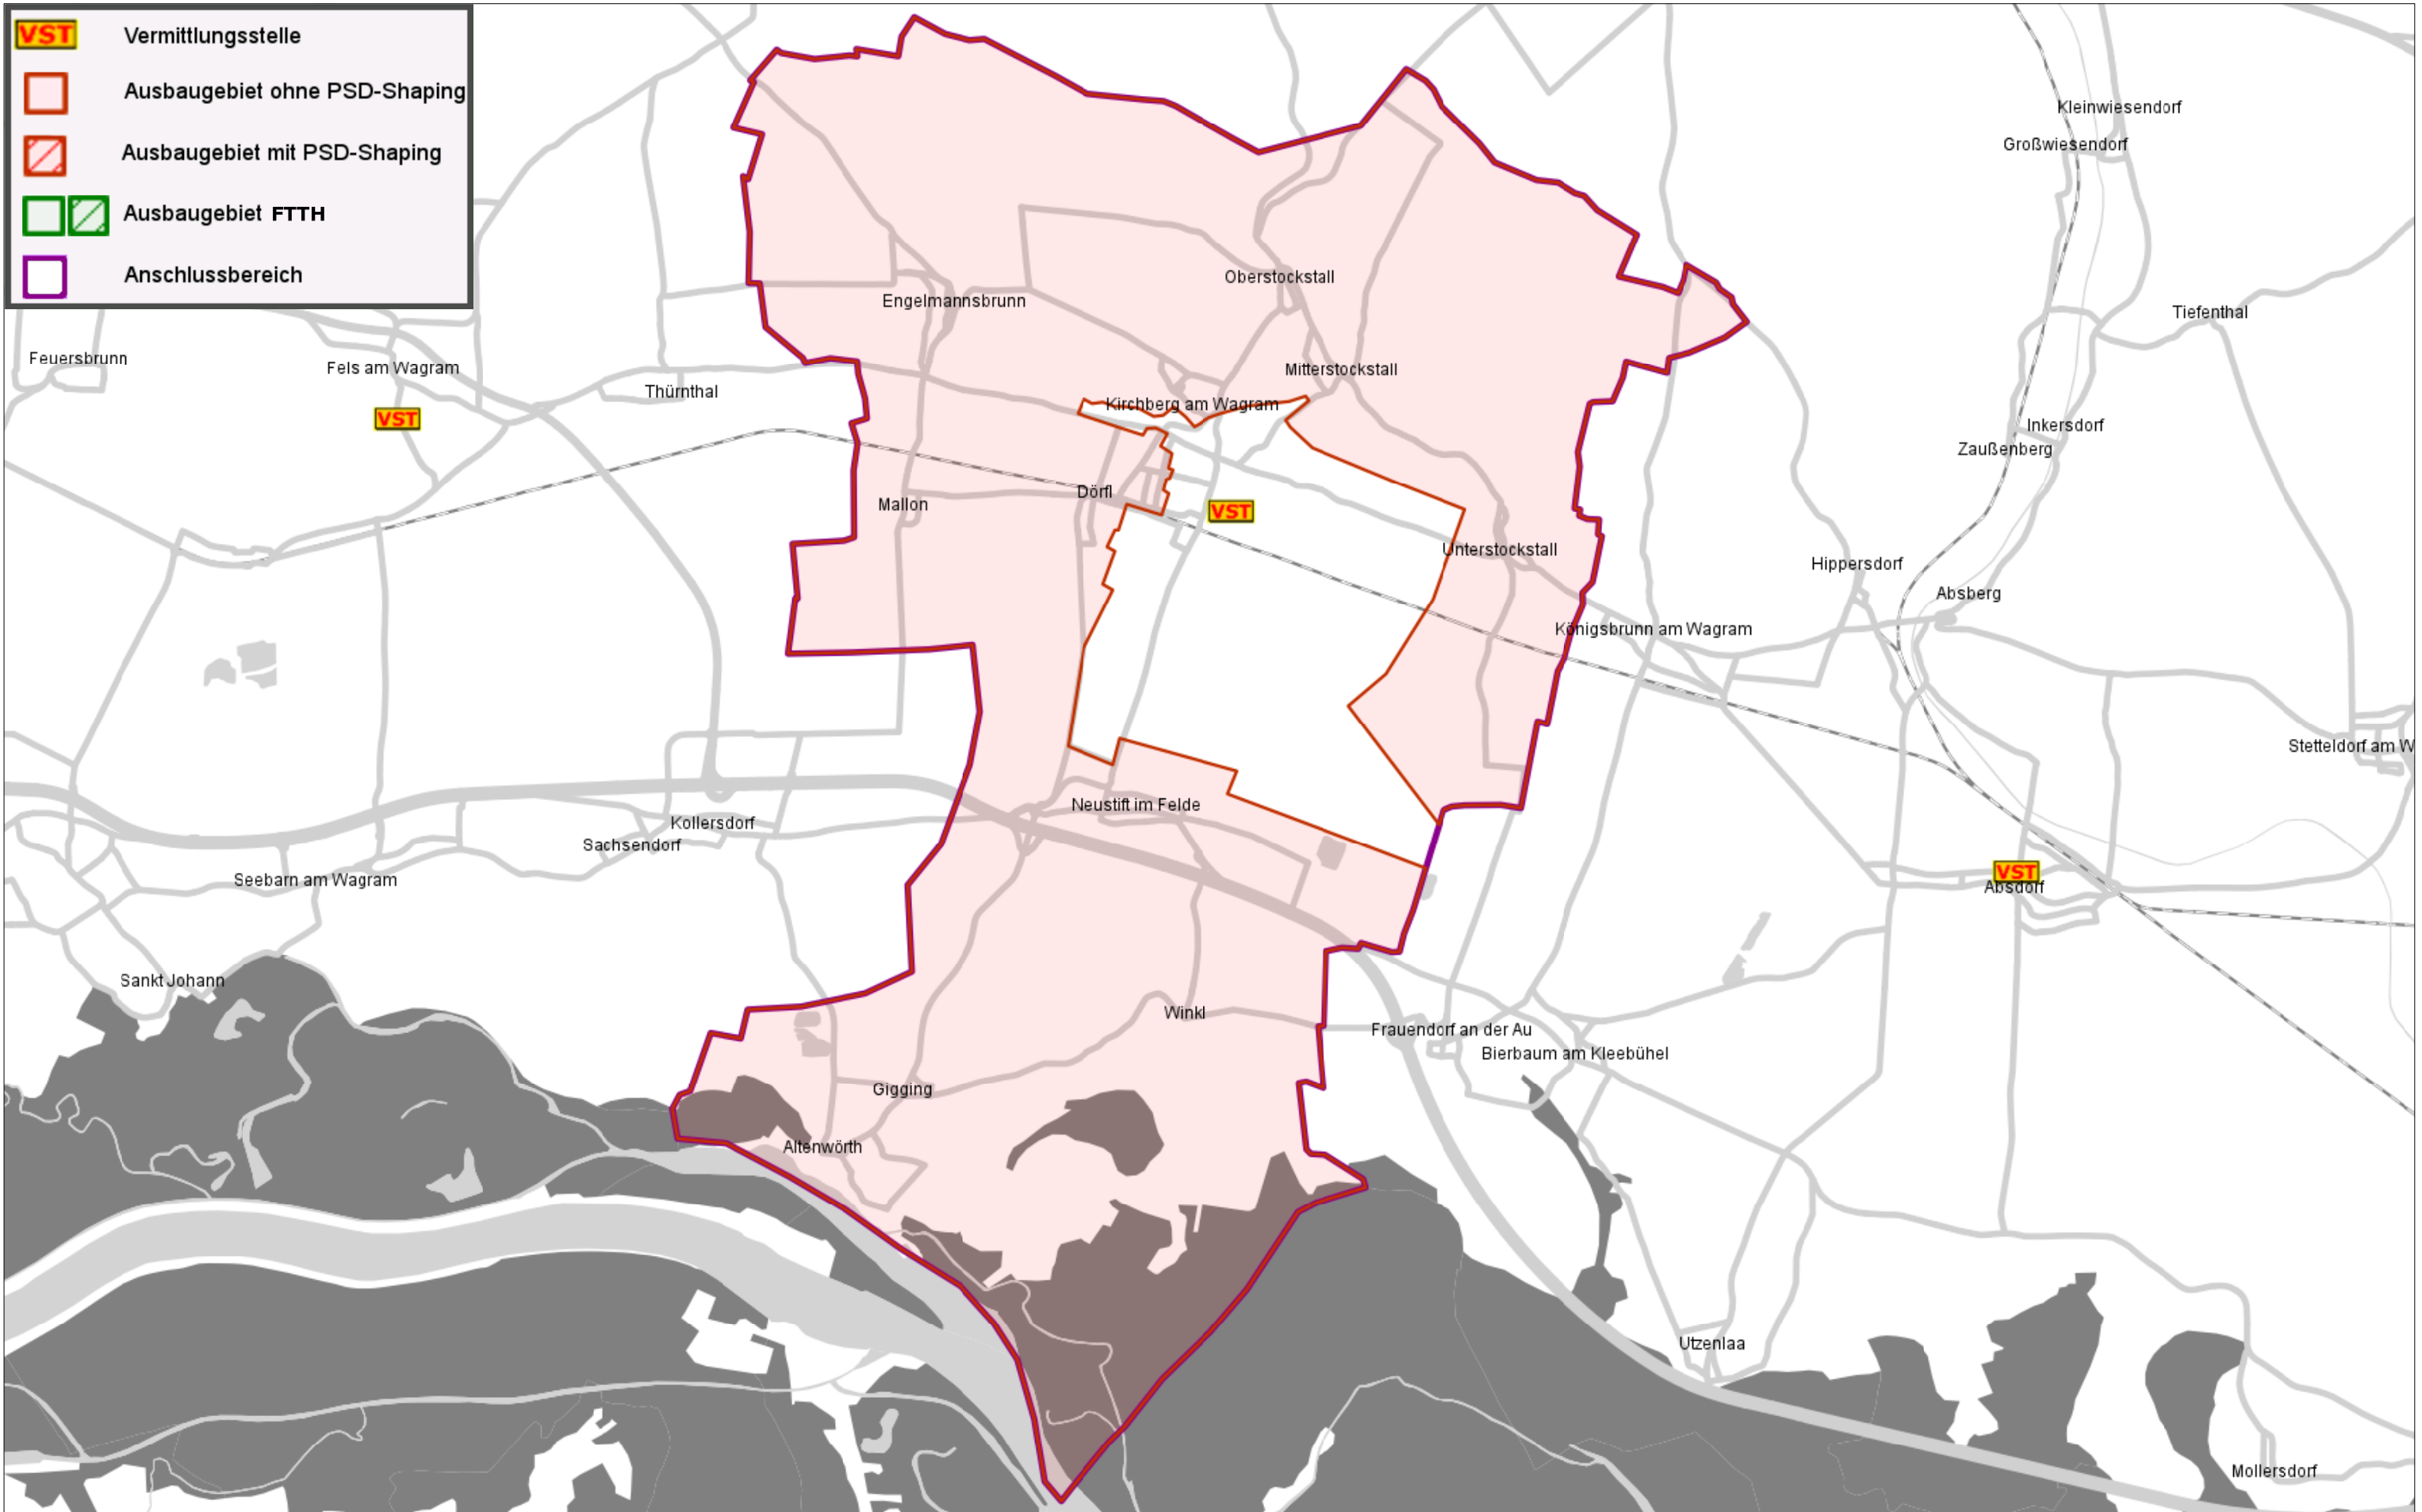 VST Vermittlungsstelle
Ausbaugebiet ohne PSD-Shaping
Ausbaugebiet mit PSD-Shaping
Ausbaugebiet FTTH
Anschlussbereich
Kleinwiesendorf
Großwiesendorf
Oberstockstall
Engelmannsbrunn
Tiefenthal
Feuersbrunn
Fels am Wagram
Mitterstockstall
Thürnthal
Kirchberg am Wagram
VST
Inkersdorf
Zaußenberg
Dörfl
Mallon
VST
Unterstockstall
Hippersdorf
Absberg
Königsbrunn am Wagram
Stetteldorf am W
Neustift im Felde
Kollersdorf
Sachsendorf
VST
Seebarn am Wagram
Absdorf
Sankt Johann
Winkl
Frauendorf an der Au
Bierbaum am Kleebühel
Gigging
Altenwörth
Utzenlaa
Mollersdorf